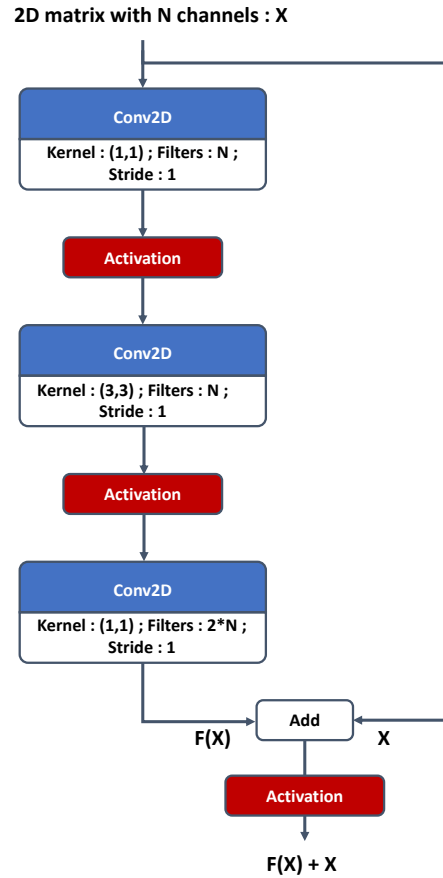 2D matrix with N channels : X
Conv2D
Kernel : (1,1) ; Filters : N ;
Stride : 1
Activation
Conv2D
Kernel : (3,3) ; Filters : N ;
Stride : 1
Activation
Conv2D
Kernel : (1,1) ; Filters : 2*N ;
Stride : 1
Add
F(X)
X
Activation
F(X) + X